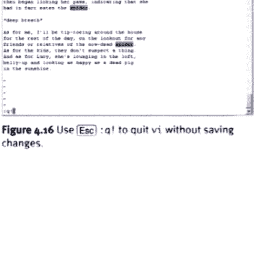 then began licking her paws, indicating that she
had in fact eaten the spider.
*deep breath*
As for me, I'll be tip-toeing around the house
for the rest of the day, on the lookout for any
friends or relatives of the now-dead spider.
As for the kids, they don't suspect a thing
And as for Lucy, she's lounging in the loft,
belly-up and looking as happy as a dead pig
in the sunshine.
~
~
~
~
:q!
Figure 4.16 Use Esc :q! to quit vi without saving
changes.